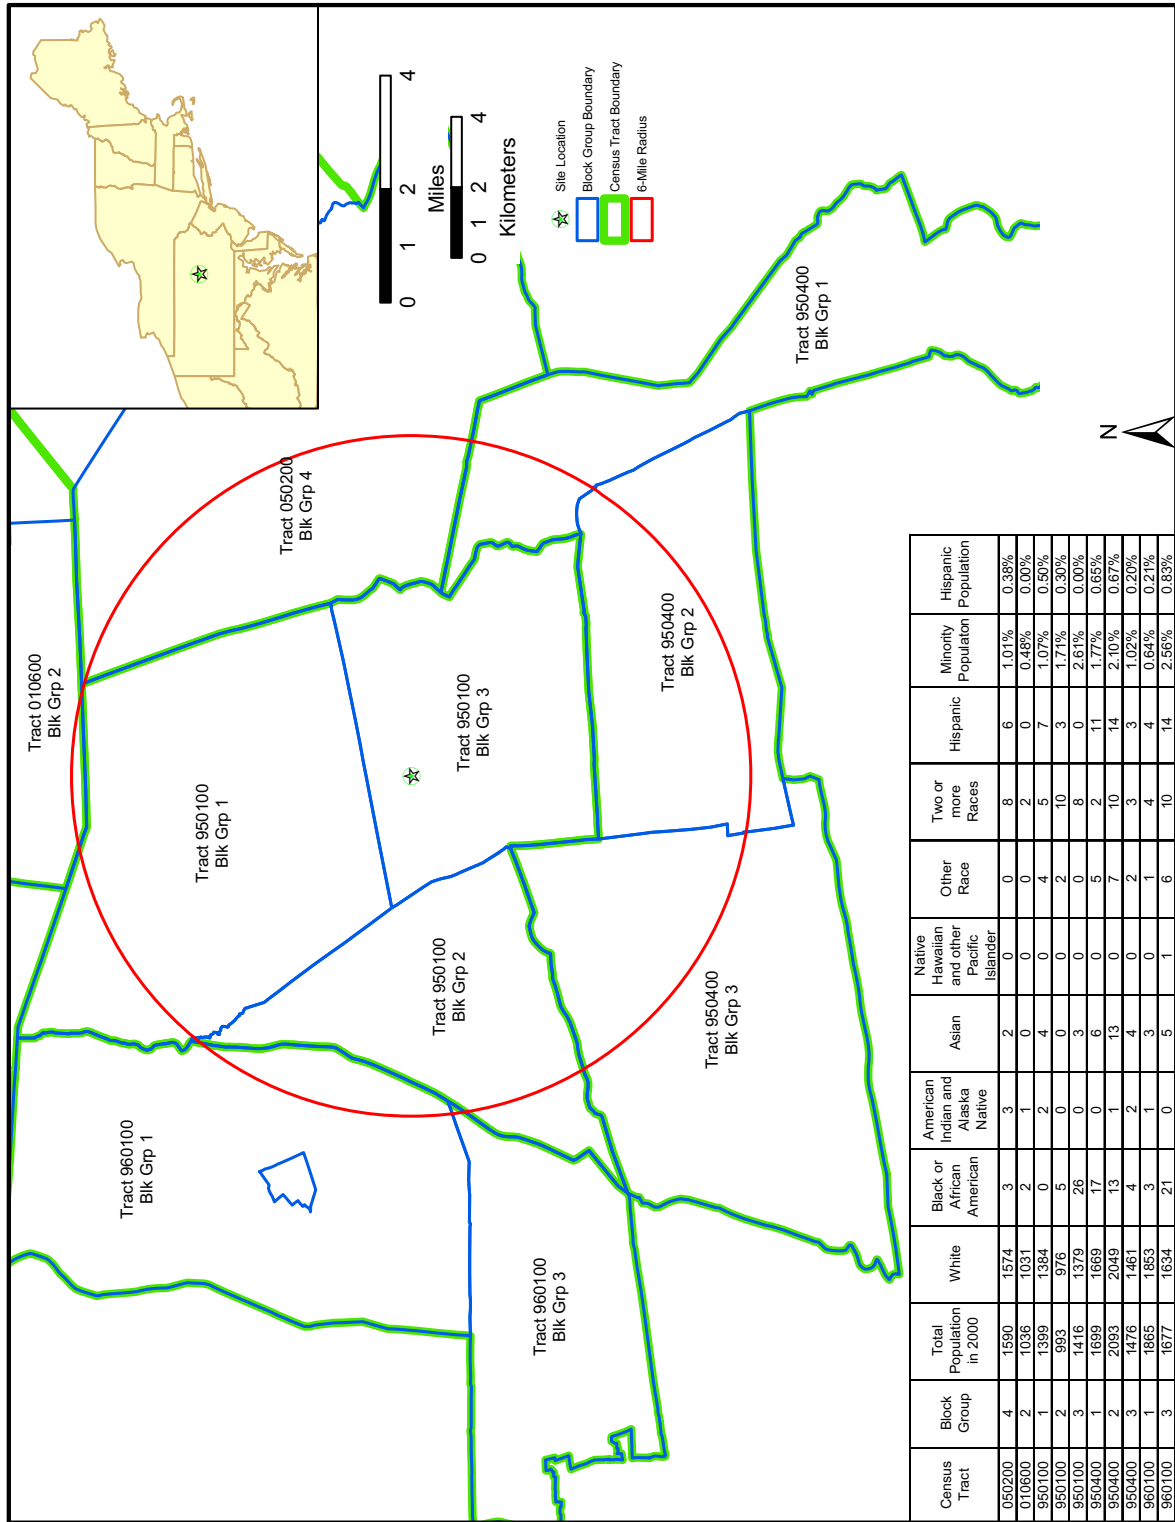 Tract 010600
Blk Grp 2
Tract 960100
Blk Grp 1
Tract 950100
Blk Grp 1
Tract 050200
Blk Grp 4
Tract 950100
Blk Grp 2
Tract 950100
Blk Grp 3
Tract 960100
Blk Grp 3
Tract 950400
Blk Grp 2
Tract 950400
Blk Grp 3
Tract 950400
Blk Grp 1
0 1 2 4
Miles
0 1 2 4
Kilometers
Site Location
Block Group Boundary
Census Tract Boundary
6-Mile Radius
N
Census Tract Block Group Total Population in 2000 White Black or African American American Indian and Alaska Native Asian Native Hawaiian and other Pacific Islander Other Race Two or more Races Hispanic Minority Populaton Hispanic Population
050200 4 1590 1574 3 3 2 0 0 8 6 1.01% 0.38%
010600 2 1036 1031 2 1 0 0 0 2 0 0.48% 0.00%
950100 1 1399 1384 0 2 4 0 4 5 7 1.07% 0.50%
950100 2 993 976 5 0 0 0 2 10 3 1.71% 0.30%
950100 3 1416 1379 26 0 3 0 0 8 0 2.61% 0.00%
950400 1 1699 1669 17 0 6 0 5 2 11 1.77% 0.65%
950400 2 2093 2049 13 1 13 0 7 10 14 2.10% 0.67%
950400 3 1476 1461 4 2 4 0 2 3 3 1.02% 0.20%
960100 1 1865 1853 3 1 3 0 1 4 4 0.64% 0.21%
960100 3 1677 1634 21 0 5 1 6 10 14 2.56% 0.83%